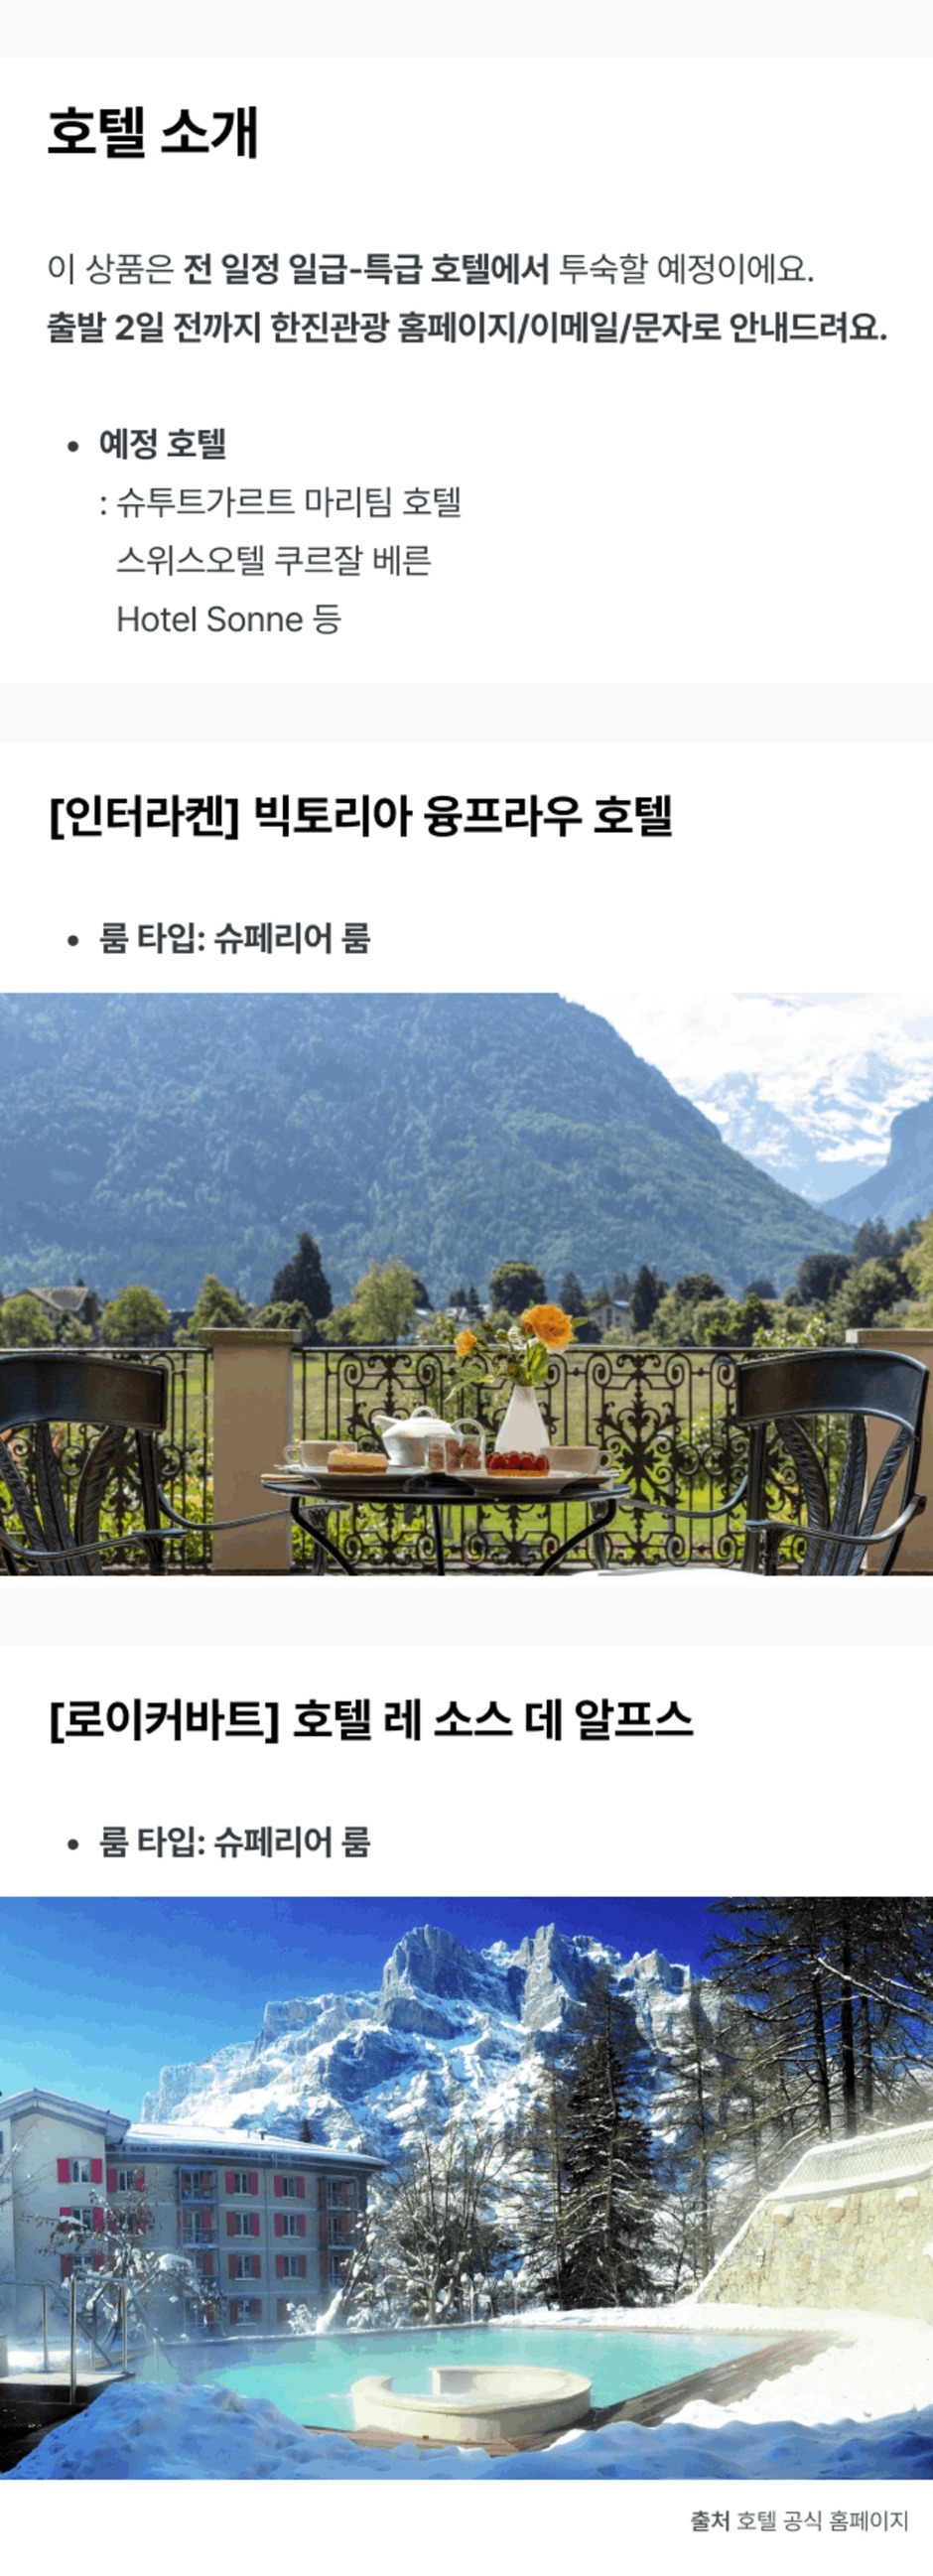 호텔 소개
이 상품은 전 일정 일급-특급 호텔에서 투숙할 예정이에요.
출발 2일 전까지 한진관광 홈페이지/이메일/문자로 안내드려요.
• 예정 호텔
: 슈투트가르트 마리팀 호텔
스위스오텔 쿠르잘 베른
Hotel Sonne 등
[인터라켄] 빅토리아 융프라우 호텔
• 룸 타입: 슈페리어 룸
[로이커바트] 호텔 레 소스 데 알프스
• 룸 타입: 슈페리어 룸
출처 호텔 공식 홈페이지